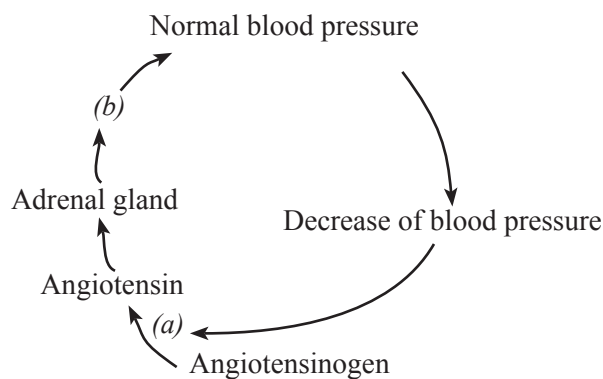 Normal blood pressure
(b)
Adrenal gland
Decrease of blood pressure
Angiotensin
(a)
Angiotensinogen